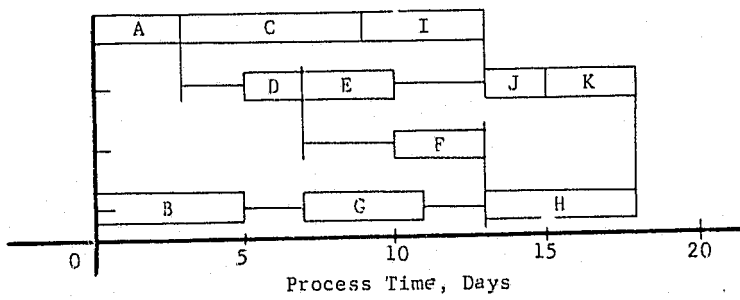 A C I
D E J K
F
B G H
0 5 10 15 20
Process Time, Days